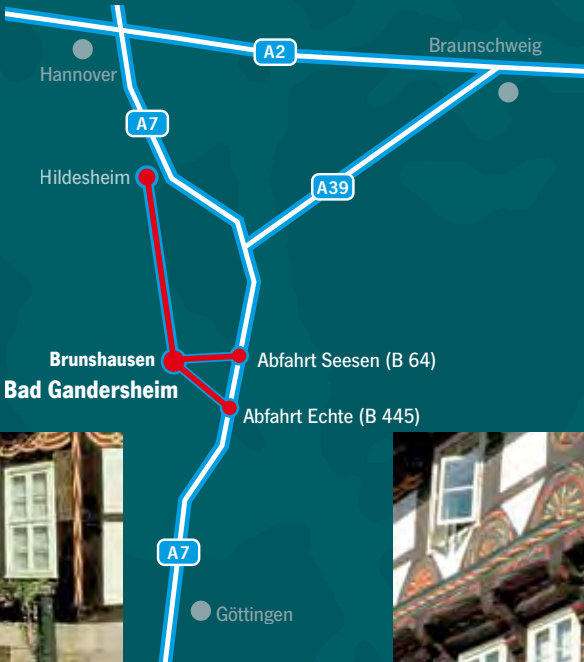 A2
Braunschweig
Hannover
A7
Hildesheim
A39
Brunshausen
Bad Gandersheim
Abfahrt Seesen (B 64)
Abfahrt Echte (B 445)
A7
Göttingen